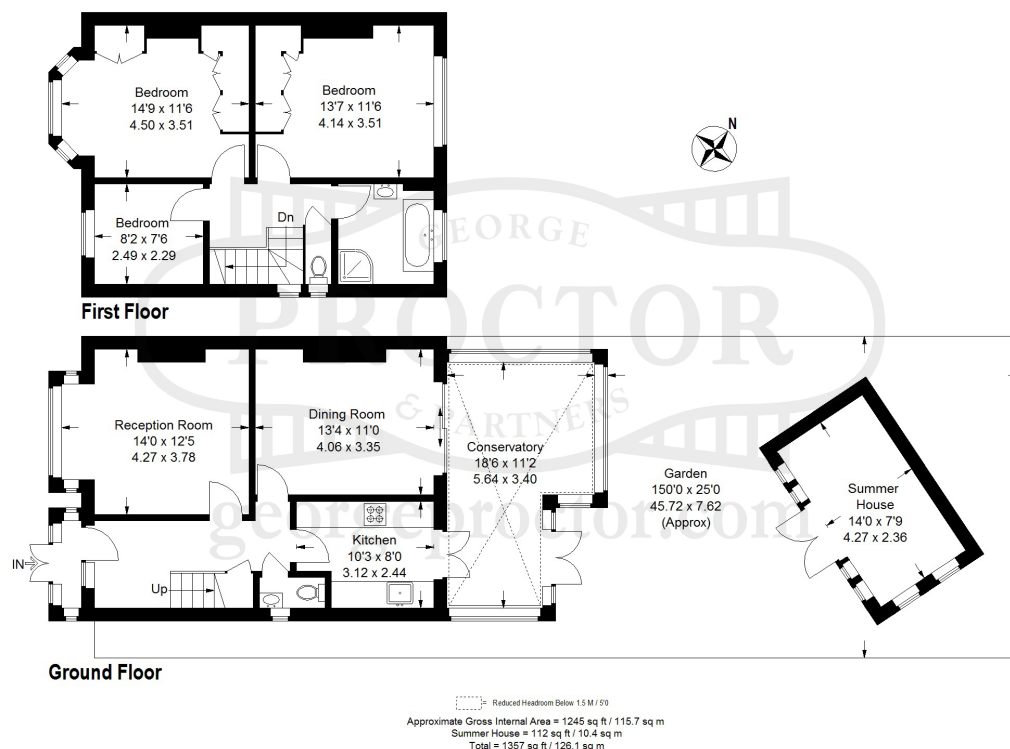 Bedroom
14'9 x 11'6
4.50 x 3.51
Bedroom
13'7 x 11'6
4.14 x 3.51
N
Bedroom
8'2 x 7'6
2.49 x 2.29
Dn
First Floor
GEORGE
PROCTOR
& PARTNERS
georgeproctor.com
Reception Room
14'0 x 12'5
4.27 x 3.78
Dining Room
13'4 x 11'0
4.06 x 3.35
Conservatory
18'6 x 11'2
5.64 x 3.40
Garden
150'0 x 25'0
45.72 x 7.62
(Approx)
Summer
House
14'0 x 7'9
4.27 x 2.36
Kitchen
10'3 x 8'0
3.12 x 2.44
IN
Up
Ground Floor
= Reduced Headroom Below 1.5 M / 5'0
Approximate Gross Internal Area = 1245 sq ft / 115.7 sq m
Summer House = 112 sq ft / 10.4 sq m
Total = 1357 sq ft / 126.1 sq m